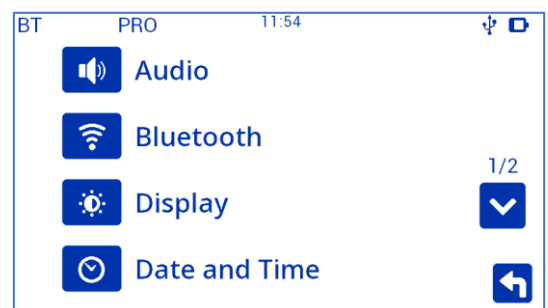 BT PRO 11:54
Audio
Bluetooth
1/2
Display
Date and Time